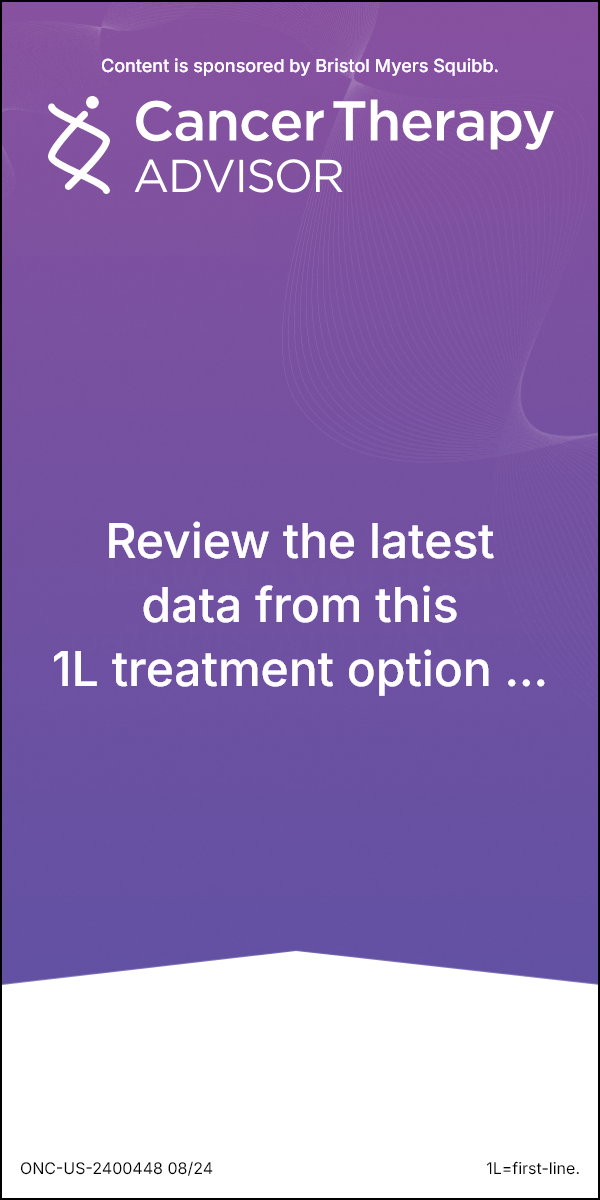 Content is sponsored by Bristol Myers Squibb.
Cancer Therapy
ADVISOR
Review the latest
data from this
1L treatment option ...
ONC-US-2400448 08/24
1L=first-line.